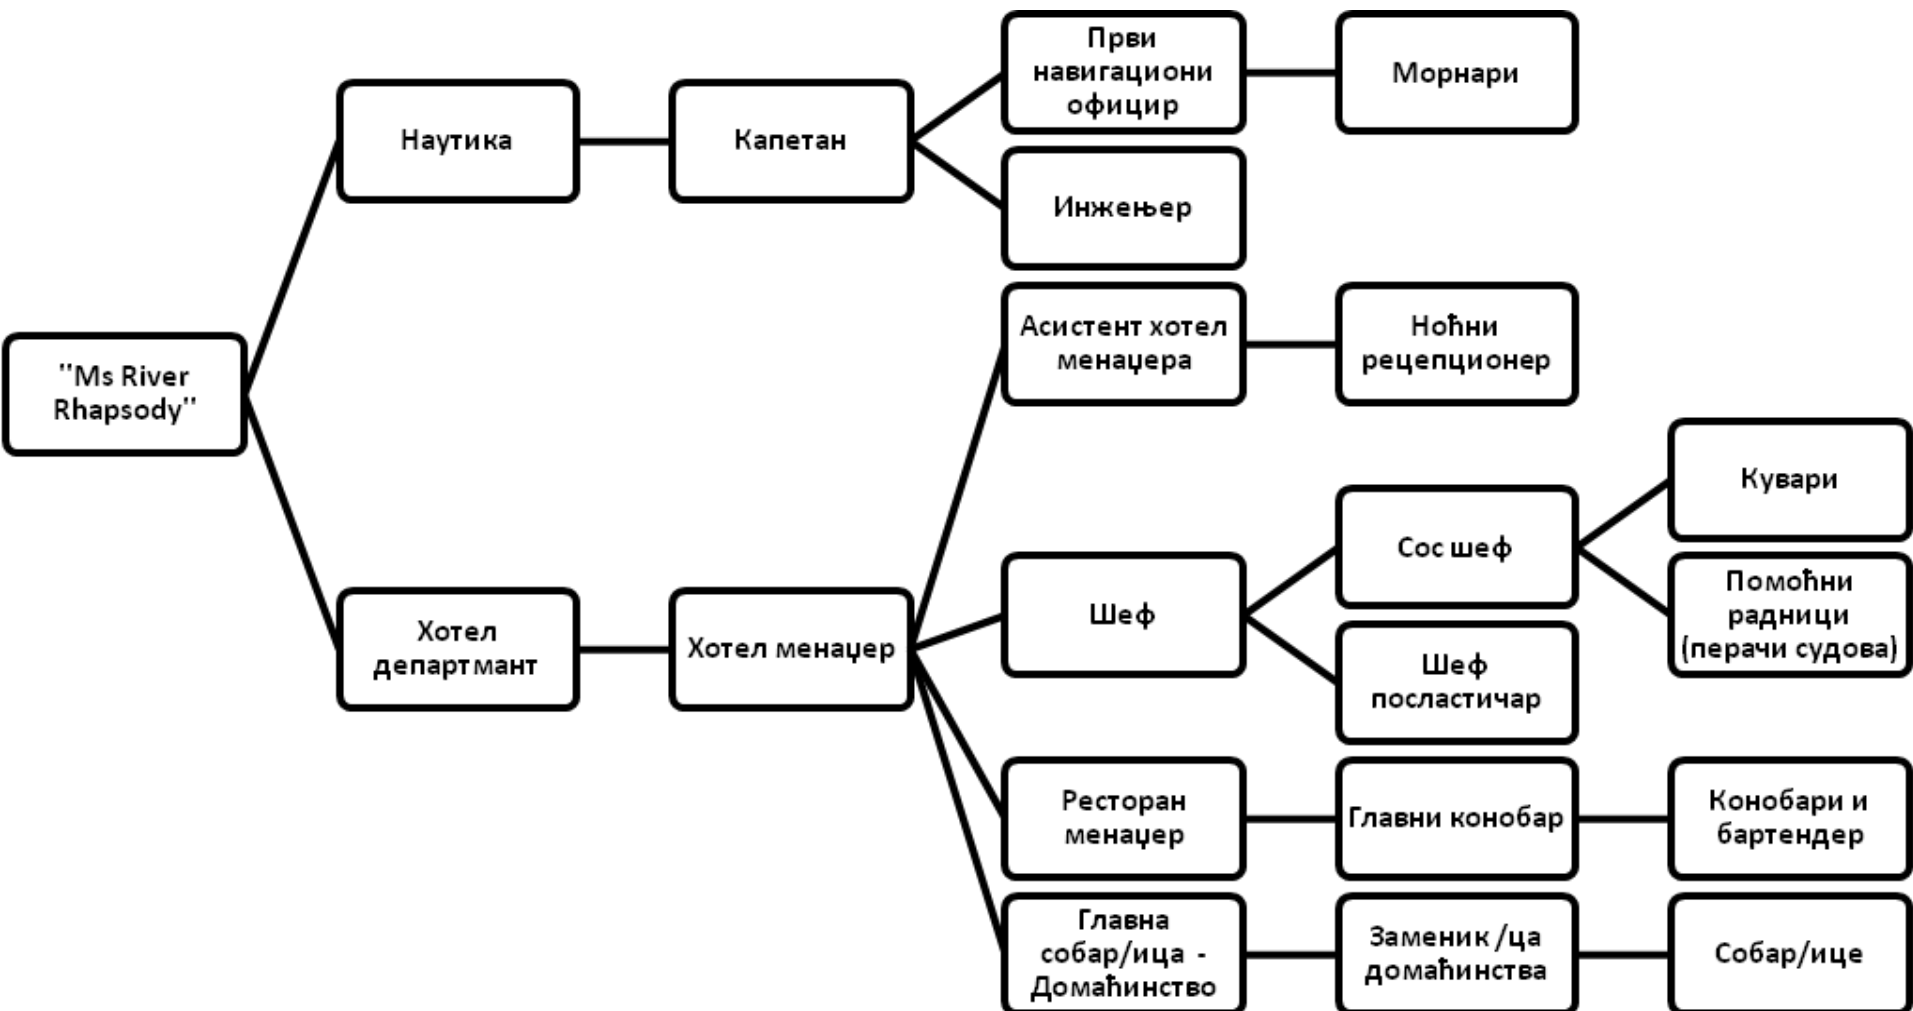 Први
навигациони
официр
Морнари
Наутика
Капетан
Инжењер
Асистент хотел
менаџера
Ноћни
рецепционер
"Ms River
Rhapsody"
Кувари
Сос шеф
Помоћни
радници
(перачи судова)
Шеф
Хотел
департмант
Хотел менаџер
Шеф
посластичар
Ресторан
менаџер
Главни конобар
Конобари и
бартендер
Главна
собар/ица -
Домаћинство
Заменик /ца
домаћинства
Собар/ице